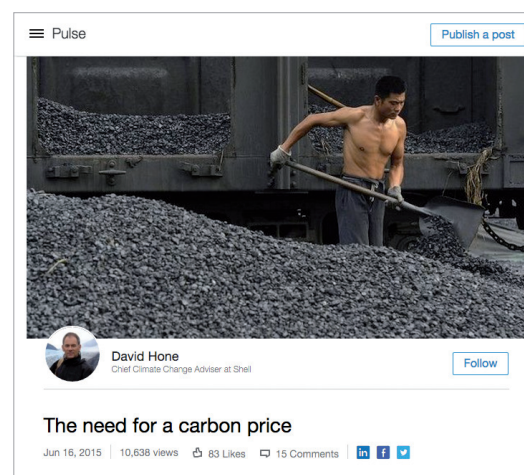 Pulse
Publish a post
David Hone
Chief Climate Change Adviser at Shell
Follow
The need for a carbon price
Jun 16, 2015 10,638 views 83 Likes 15 Comments in f